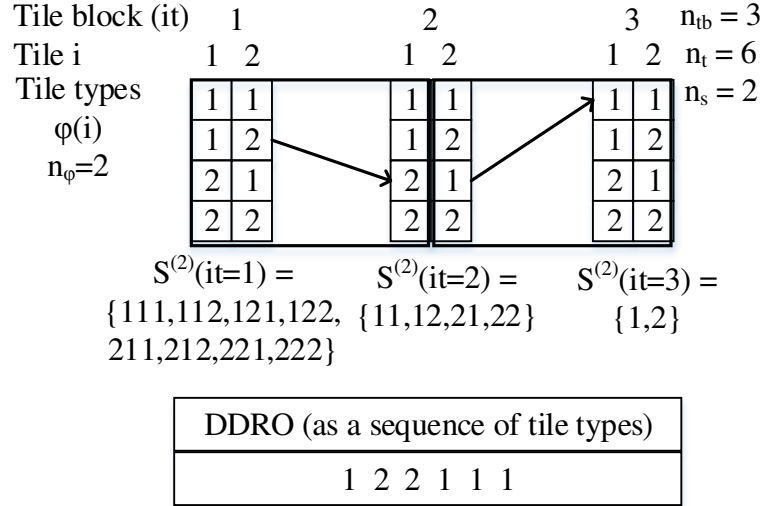 Tile block (it) 1 2 3 n_tb = 3
Tile i 1 2 1 2 1 2 n_t = 6
Tile types 1 1 1 1 1 1 n_s = 2
φ(i) 1 2 1 2 1 2
n_φ=2 2 1 2 1 2 1
2 2 2 2 2 2
S^(2)(it=1) = S^(2)(it=2) = S^(2)(it=3) =
{111,112,121,122, {11,12,21,22} {1,2}
211,212,221,222}
DDRO (as a sequence of tile types)
1 2 2 1 1 1